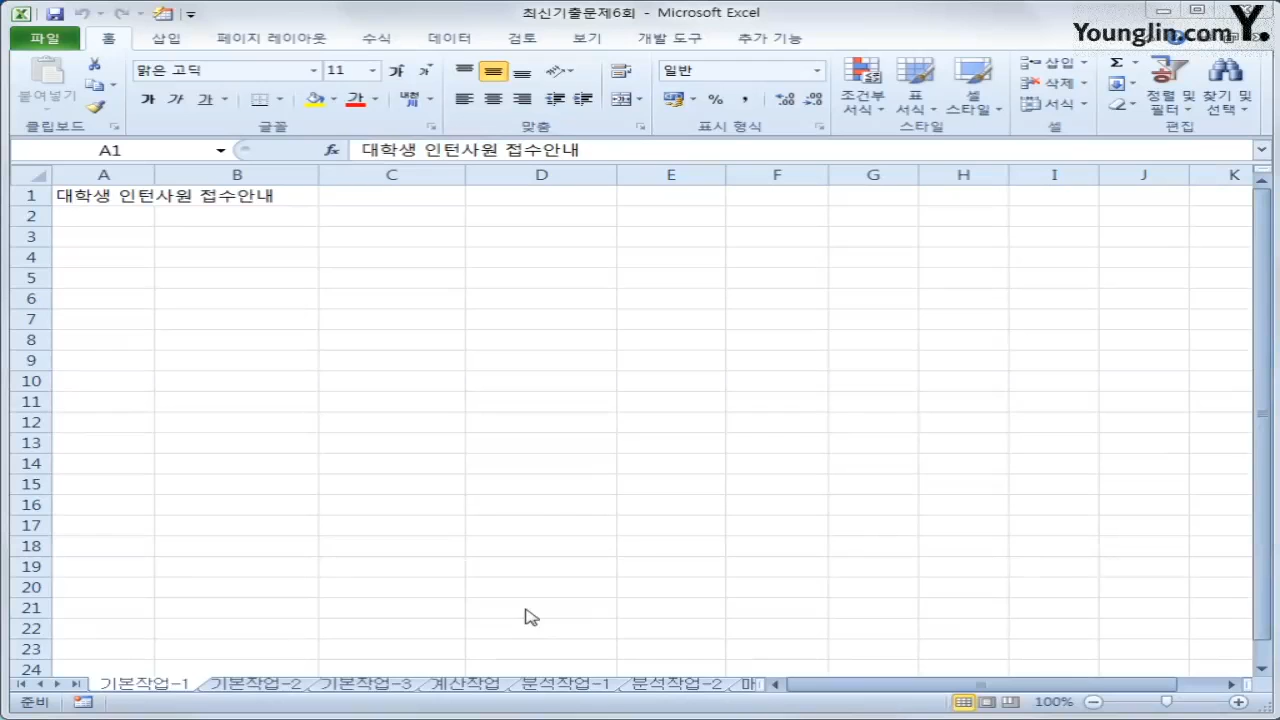 최신기출문제6회 - Microsoft Excel
YoungJin.com Y.
파일 홈 삽입 페이지 레이아웃 수식 데이터 검토 보기 개발 도구 추가 기능
붙여넣기
클립보드
맑은 고딕 11
가 가 가 가
글꼴
맞춤
일반
%
표시 형식
조건부 서식
표 서식
셀 스타일
스타일
삽입
삭제
서식
셀
Σ
정렬 및 필터
찾기 및 선택
편집
A1 fx 대학생 인턴사원 접수안내
A B C D E F G H I J K
1 대학생 인턴사원 접수안내
2
3
4
5
6
7
8
9
10
11
12
13
14
15
16
17
18
19
20
21
22
23
24
기본작업-1 기본작업-2 기본작업-3 계산작업 분석작업-1 분석작업-2
준비 100%